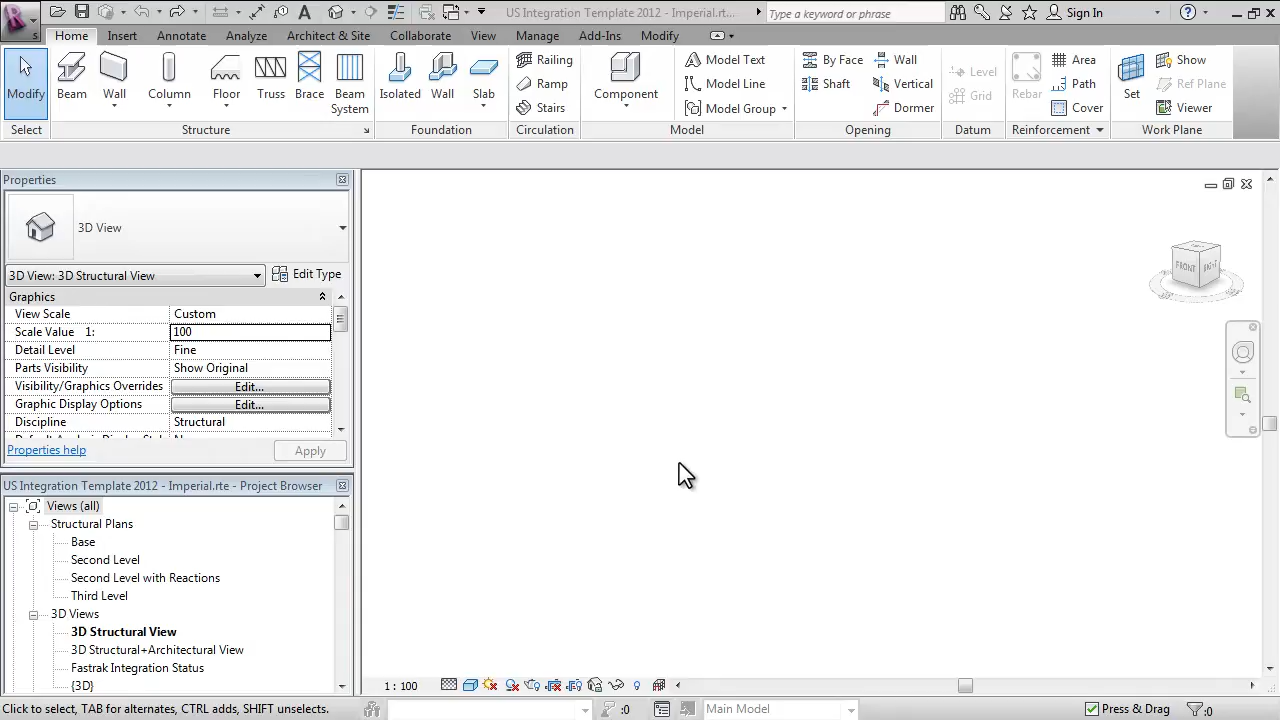 US Integration Template 2012 - Imperial.rt...
Type a keyword or phrase
Sign In
Home Insert Annotate Analyze Architect & Site Collaborate View Manage Add-Ins Modify
Modify
Beam
Wall
Column
Floor
Truss
Brace
Beam
System
Isolated
Wall
Slab
Railing
Ramp
Stairs
Component
Model Text
Model Line
Model Group
By Face
Shaft
Wall
Vertical
Dormer
Level
Grid
Rebar
Area
Path
Cover
Set
Show
Ref Plane
Viewer
Select Structure Foundation Circulation Model Opening Datum Reinforcement Work Plane
Properties
3D View
3D View: 3D Structural View
Edit Type
Graphics
View Scale Custom
Scale Value 1: 100
Detail Level Fine
Parts Visibility Show Original
Visibility/Graphics Overrides Edit...
Graphic Display Options Edit...
Discipline Structural
Properties help
Apply
US Integration Template 2012 - Imperial.rte - Project Browser
Views (all)
Structural Plans
Base
Second Level
Second Level with Reactions
Third Level
3D Views
3D Structural View
3D Structural+Architectural View
Fastrak Integration Status
{3D}
FRONT
RIGHT
1 : 100
Click to select, TAB for alternates, CTRL adds, SHIFT unselects.
:0
Main Model
Press & Drag
:0